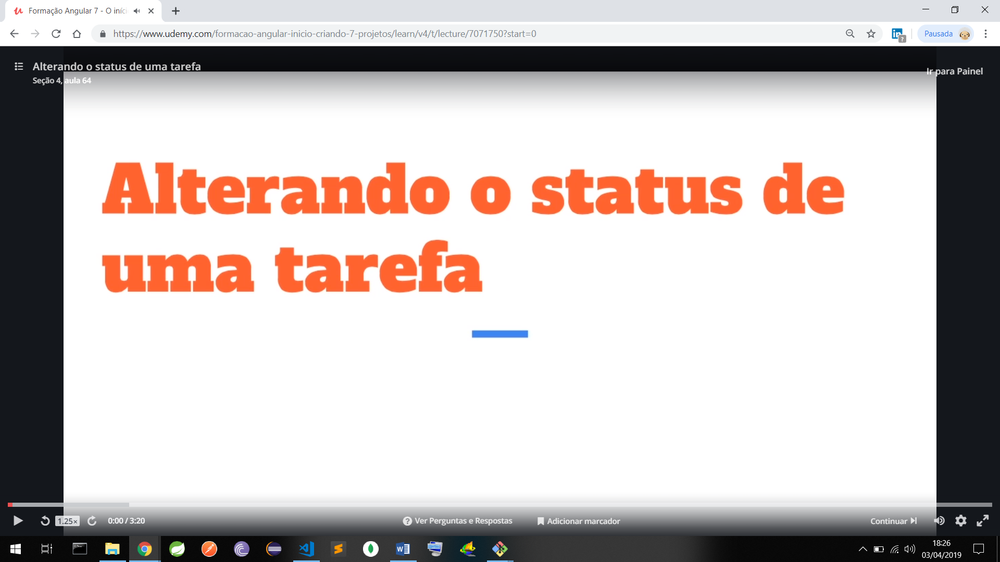 Formação Angular 7 - O iníci
https://www.udemy.com/formacao-angular-inicio-criando-7-projetos/learn/v4/t/lecture/7071750?start=0
Pausada
Alterando o status de uma tarefa
Seção 4, aula 64
Ir para Painel
Alterando o status de
uma tarefa
1.25×
0:00 / 3:20
Ver Perguntas e Respostas
Adicionar marcador
Continuar
18:26
03/04/2019